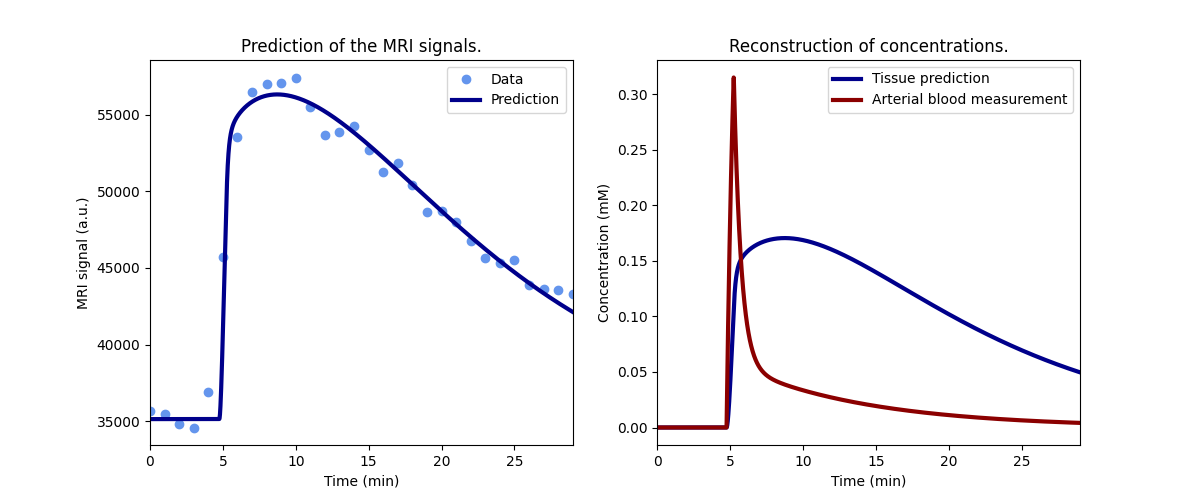 Prediction of the MRI signals.
MRI signal (a.u.)
55000
50000
45000
40000
35000
0
5
10
15
20
25
Time (min)
Data
Prediction
Reconstruction of concentrations.
Concentration (mM)
0.30
0.25
0.20
0.15
0.10
0.05
0.00
0
5
10
15
20
25
Time (min)
Tissue prediction
Arterial blood measurement